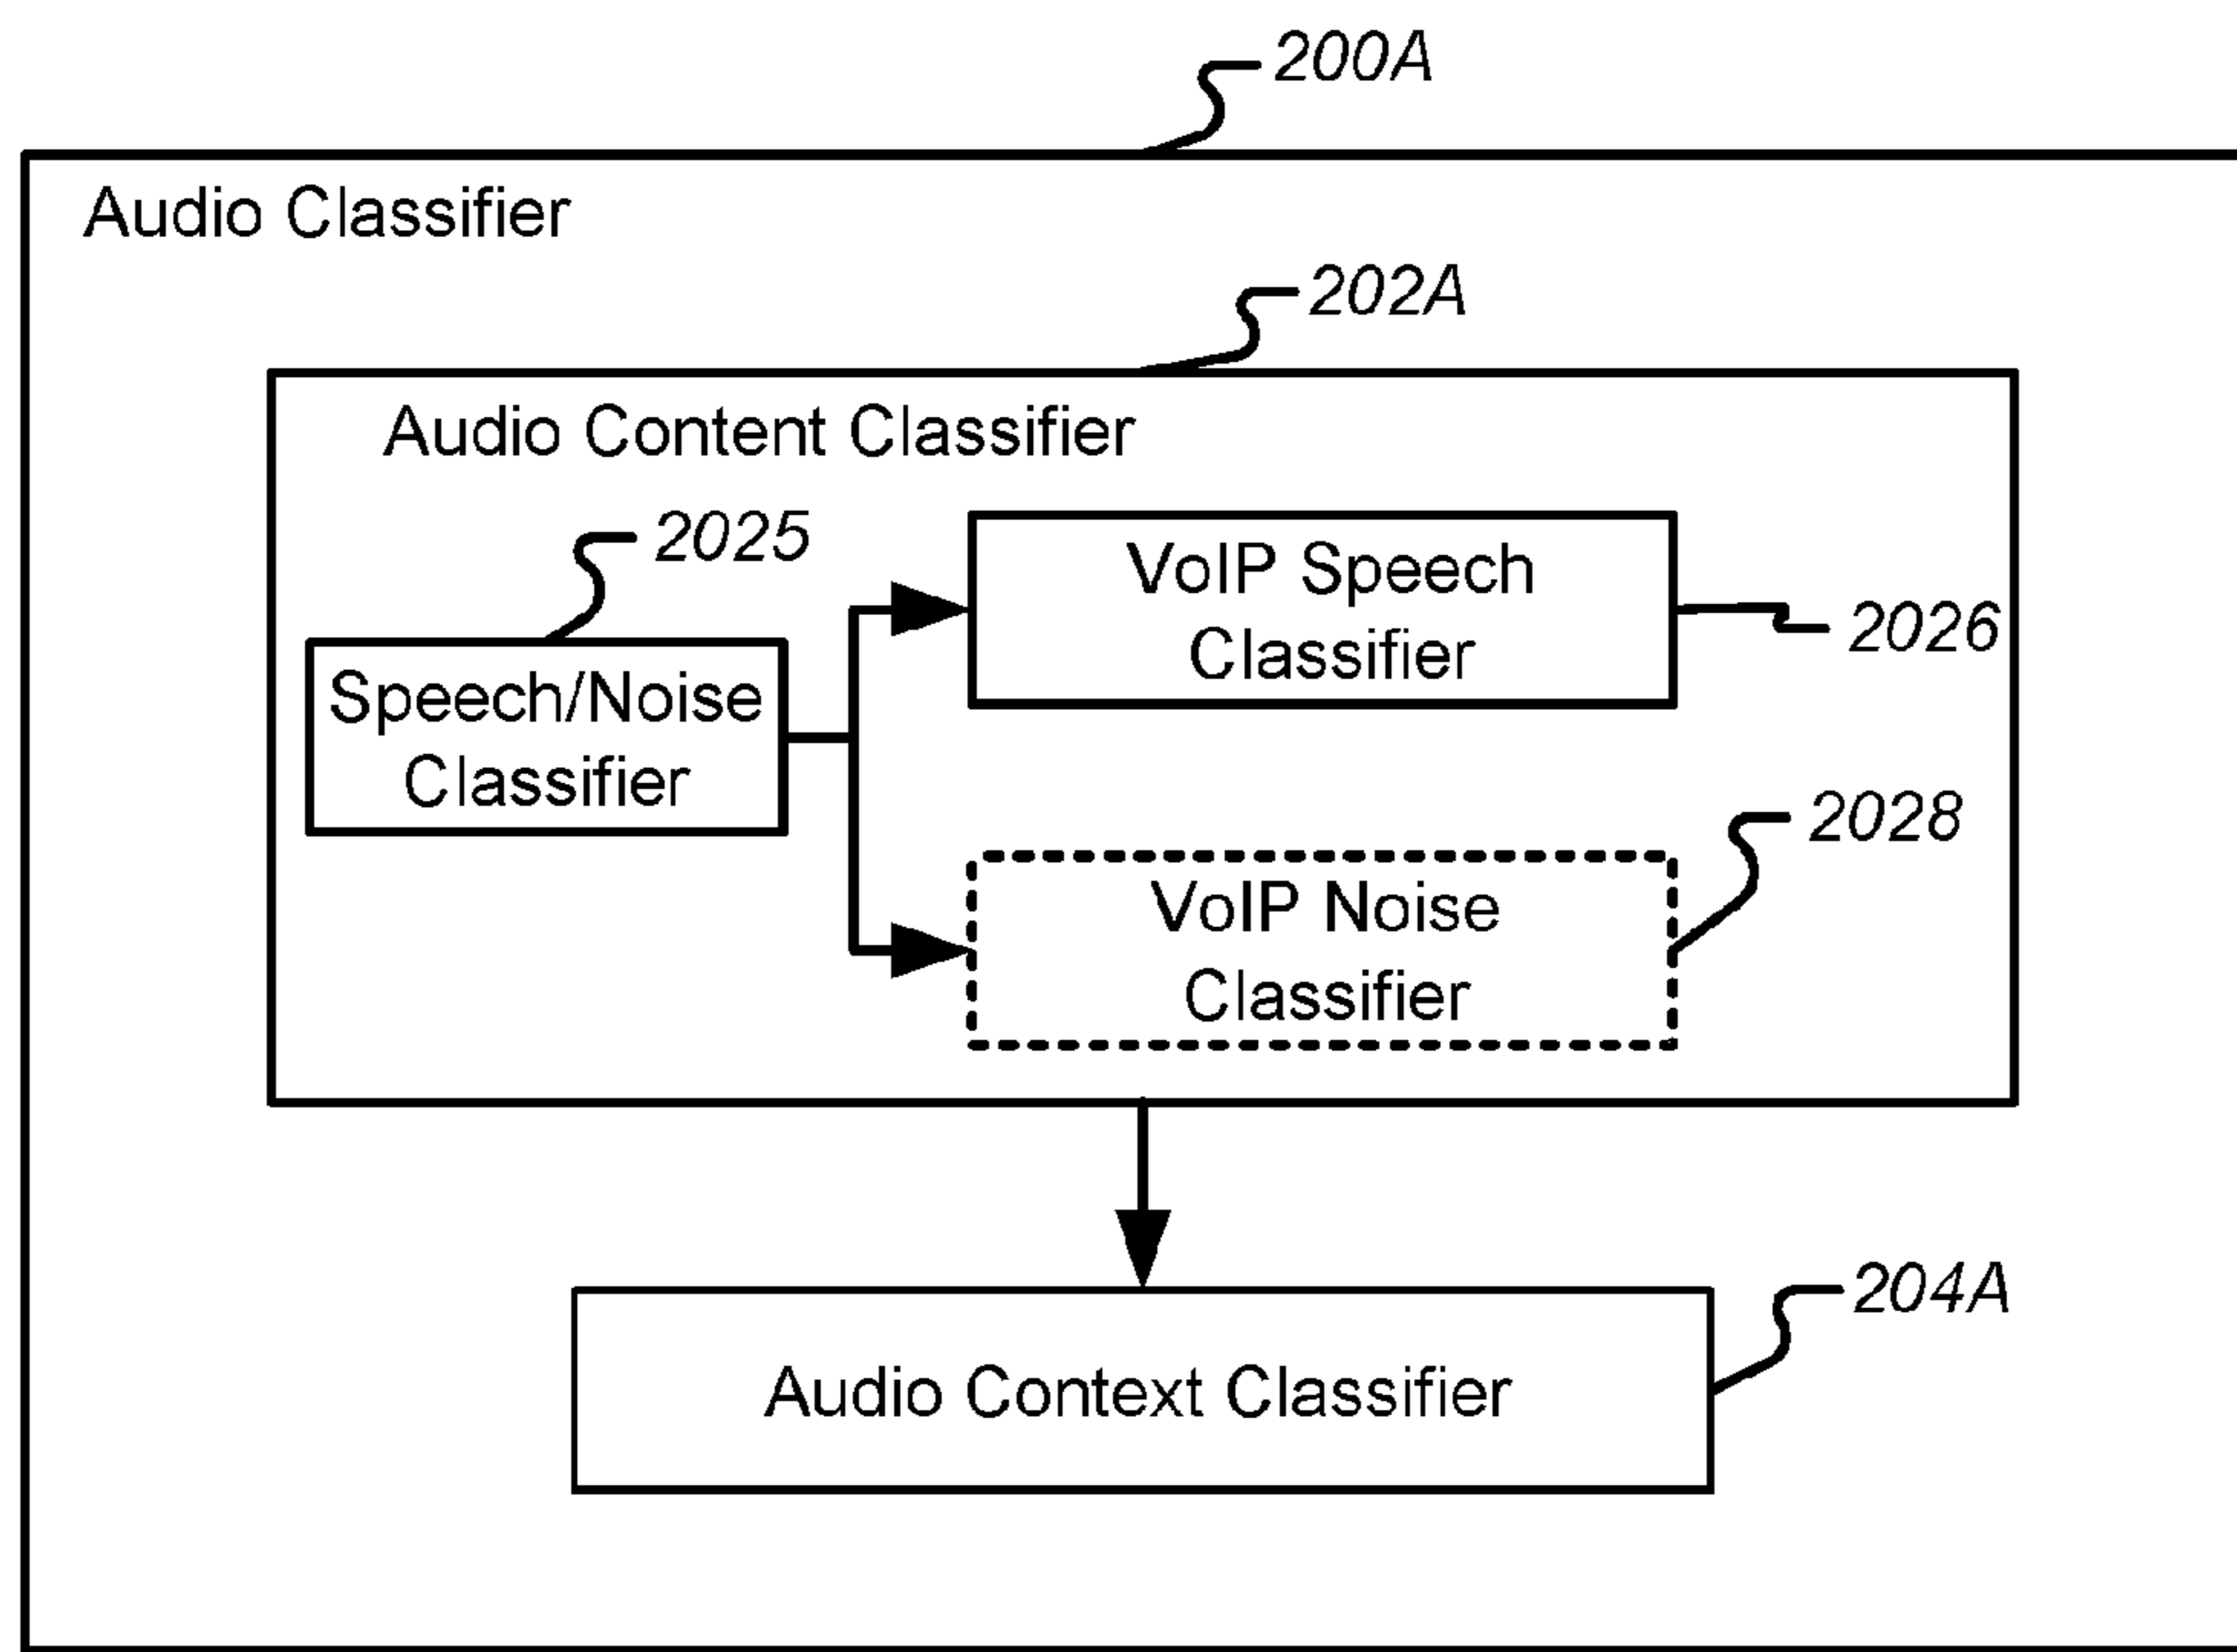 200A
Audio Classifier
202A
Audio Content Classifier
2025
Speech/Noise
Classifier
VoIP Speech
Classifier
2026
2028
VoIP Noise
Classifier
204A
Audio Context Classifier